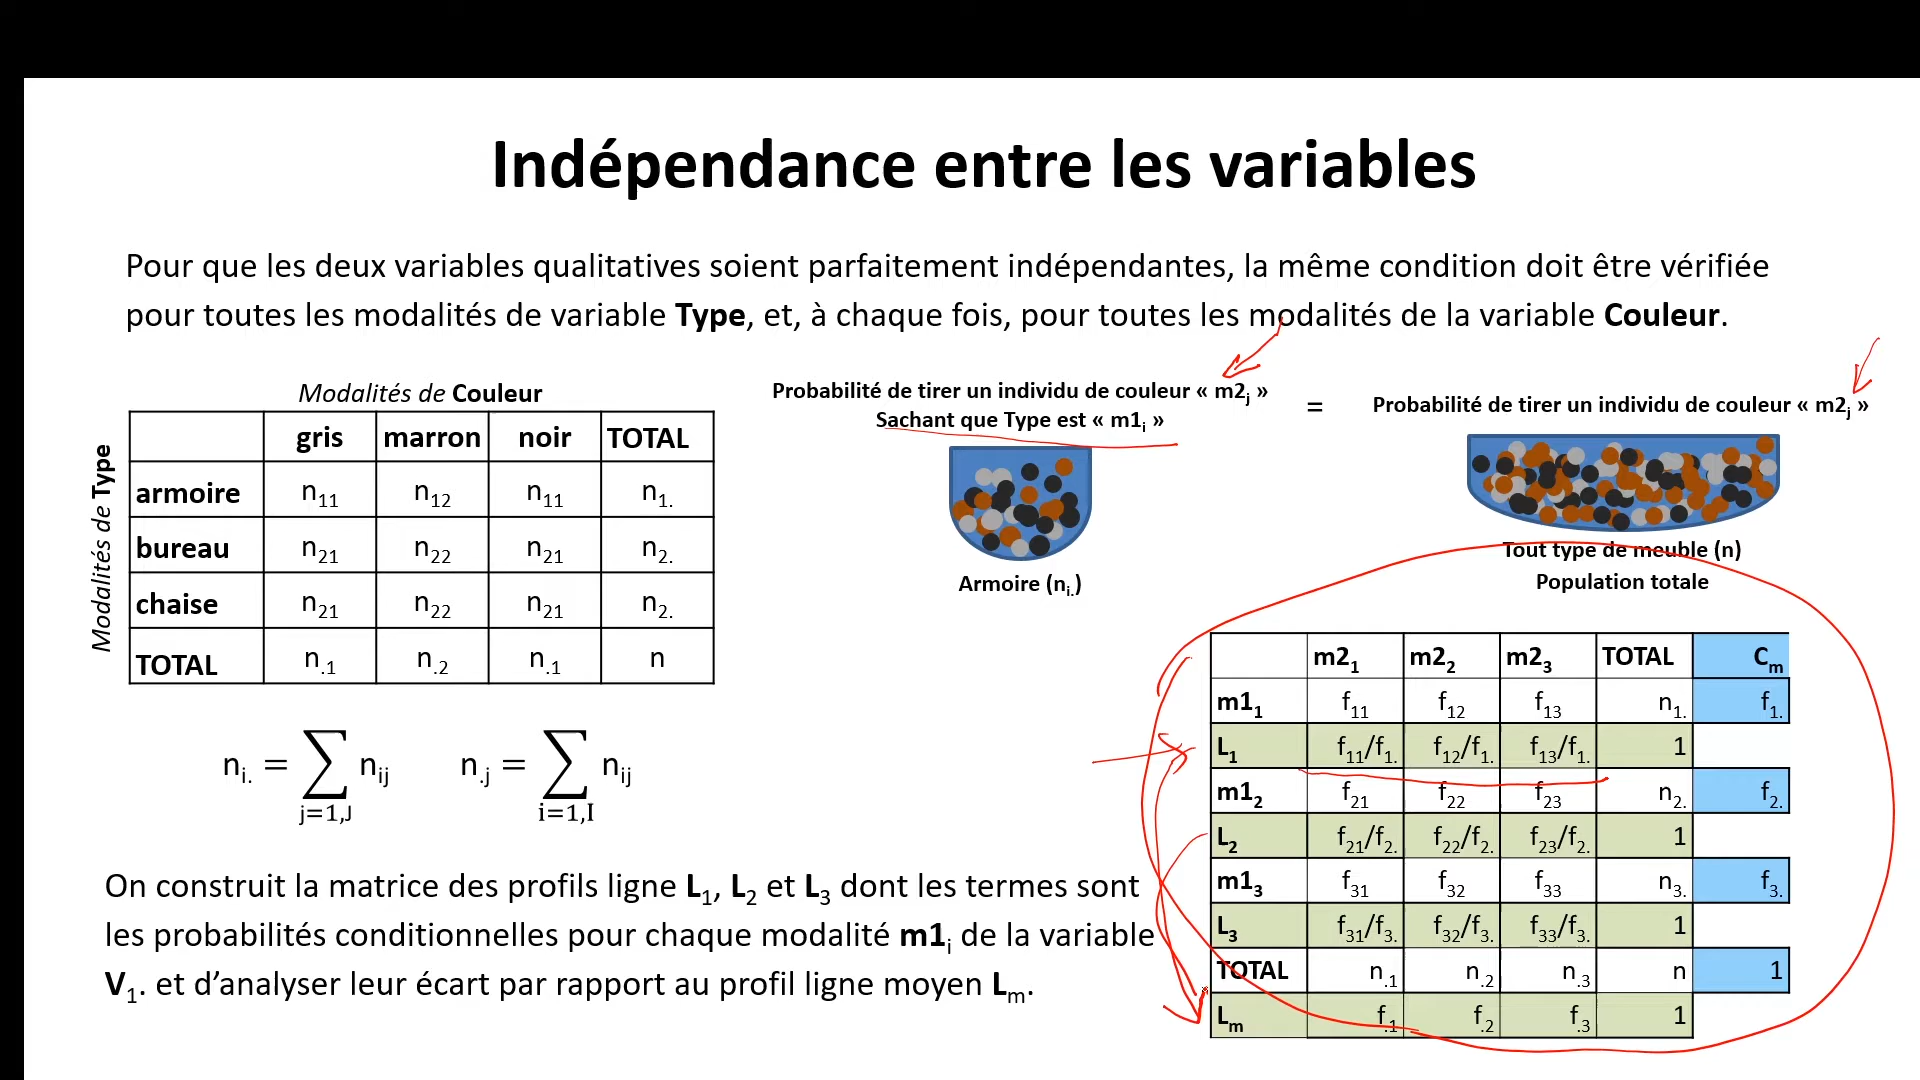 Indépendance entre les variables
Pour que les deux variables qualitatives soient parfaitement indépendantes, la même condition doit être vérifiée
pour toutes les modalités de variable Type, et, à chaque fois, pour toutes les modalités de la variable Couleur.
Modalités de Couleur
Modalités de Type
gris marron noir TOTAL
armoire n11 n12 n11 n1.
bureau n21 n22 n21 n2.
chaise n21 n22 n21 n2.
TOTAL n.1 n.2 n.1 n
ni. = ∑ nij n.j = ∑ nij
j=1,J i=1,I
Probabilité de tirer un individu de couleur « m2j »
Sachant que Type est « m1i »
=
Probabilité de tirer un individu de couleur « m2j »
Armoire (ni.)
Tout type de meuble (n)
Population totale
On construit la matrice des profils ligne L1, L2 et L3 dont les termes sont
les probabilités conditionnelles pour chaque modalité m1i de la variable
V1. et d’analyser leur écart par rapport au profil ligne moyen Lm.
m21 m22 m23 TOTAL Cm
m11 f11 f12 f13 n1. f1.
L1 f11/f1. f12/f1. f13/f1. 1
m12 f21 f22 f23 n2. f2.
L2 f21/f2. f22/f2. f23/f2. 1
m13 f31 f32 f33 n3. f3.
L3 f31/f3. f32/f3. f33/f3. 1
TOTAL n.1 n.2 n.3 n 1
Lm f.1 f.2 f.3 1